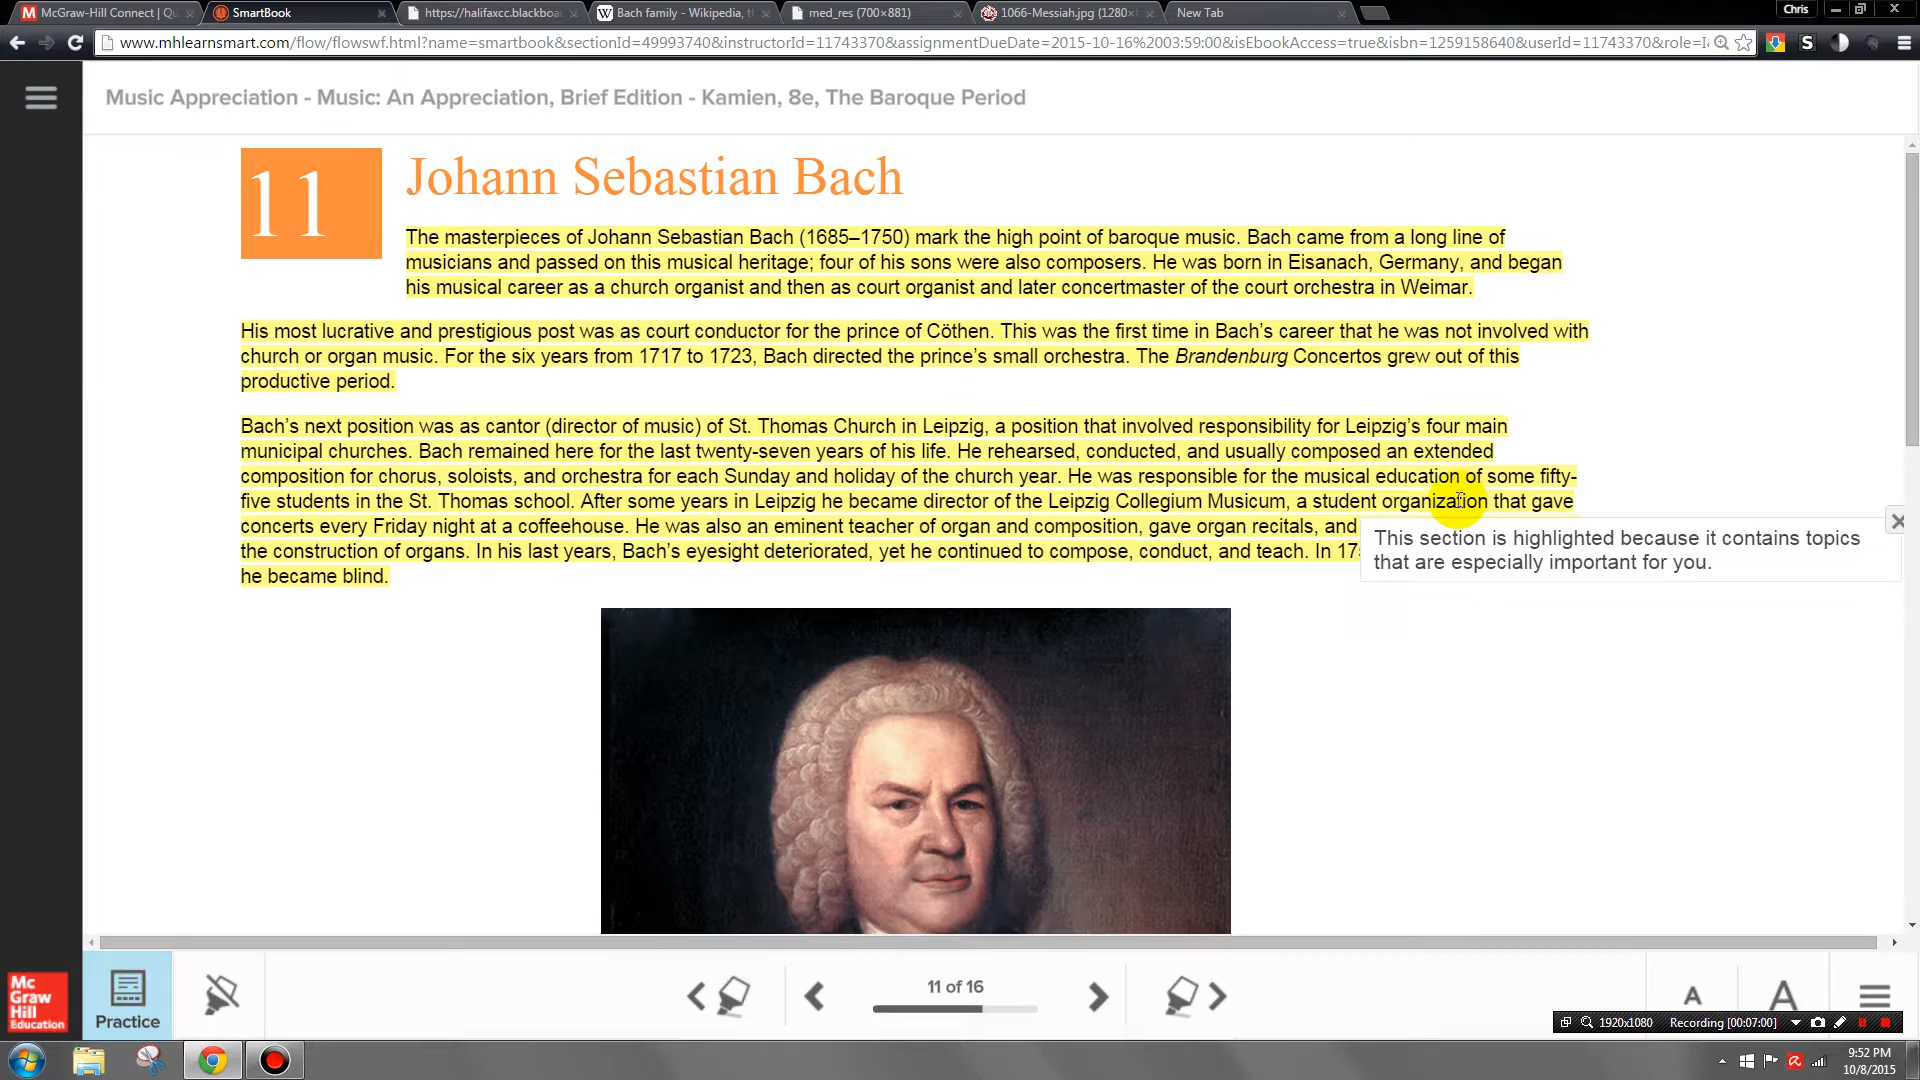 McGraw-Hill Connect | Qu
SmartBook
https://halifaxcc.blackboa
Bach family - Wikipedia, t
med_res (700×881)
1066-Messiah.jpg (1280×
New Tab
Chris
www.mhlearnsmart.com/flow/flowswf.html?name=smartbook&sectionId=49993740&instructorId=11743370&assignmentDueDate=2015-10-16%2003:59:00&isEbookAccess=true&isbn=1259158640&userId=11743370&role=I
Music Appreciation - Music: An Appreciation, Brief Edition - Kamien, 8e, The Baroque Period
11
Johann Sebastian Bach
The masterpieces of Johann Sebastian Bach (1685–1750) mark the high point of baroque music. Bach came from a long line of
musicians and passed on this musical heritage; four of his sons were also composers. He was born in Eisanach, Germany, and began
his musical career as a church organist and then as court organist and later concertmaster of the court orchestra in Weimar.
His most lucrative and prestigious post was as court conductor for the prince of Cöthen. This was the first time in Bach's career that he was not involved with
church or organ music. For the six years from 1717 to 1723, Bach directed the prince's small orchestra. The Brandenburg Concertos grew out of this
productive period.
Bach's next position was as cantor (director of music) of St. Thomas Church in Leipzig, a position that involved responsibility for Leipzig's four main
municipal churches. Bach remained here for the last twenty-seven years of his life. He rehearsed, conducted, and usually composed an extended
composition for chorus, soloists, and orchestra for each Sunday and holiday of the church year. He was responsible for the musical education of some fifty-
five students in the St. Thomas school. After some years in Leipzig he became director of the Leipzig Collegium Musicum, a student organization that gave
concerts every Friday night at a coffeehouse. He was also an eminent teacher of organ and composition, gave organ recitals, and
the construction of organs. In his last years, Bach's eyesight deteriorated, yet he continued to compose, conduct, and teach. In 17
he became blind.
This section is highlighted because it contains topics
that are especially important for you.
Mc
Graw
Hill
Education
Practice
11 of 16
A
A
1920x1080
Recording [00:07:00]
9:52 PM
10/8/2015